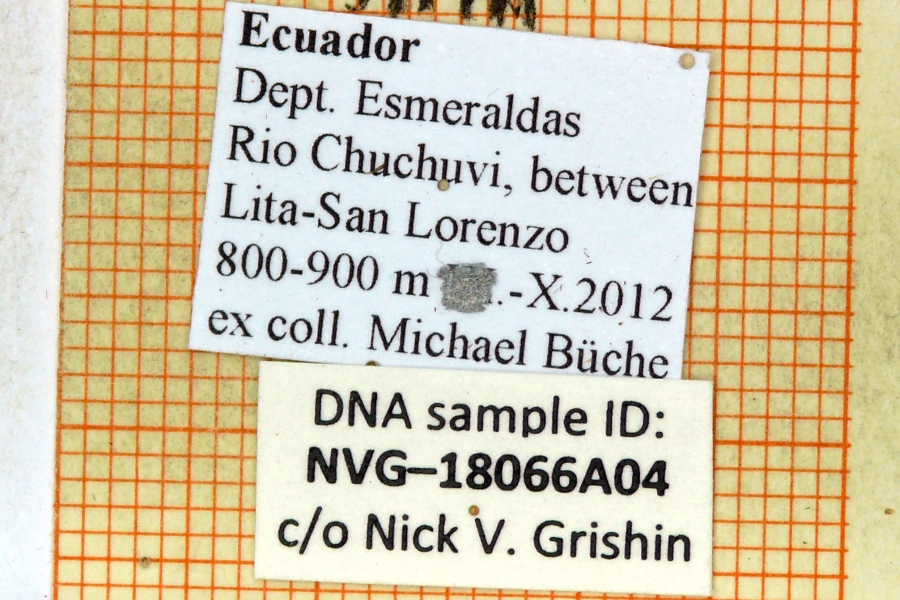 Ecuador
Dept. Esmeraldas
Rio Chuchuvi, between
Lita-San Lorenzo
800-900 m .-X.2012
ex coll. Michael Büche
DNA sample ID:
NVG–18066A04
c/o Nick V. Grishin